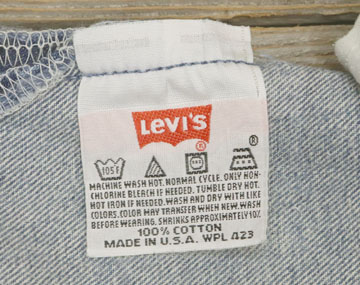 LEVI'S
®
®
105F
MACHINE WASH HOT. NORMAL CYCLE. ONLY NON-
CHLORINE BLEACH IF NEEDED. TUMBLE DRY HOT.
HOT IRON IF NEEDED. WASH AND DRY WITH LIKE
COLORS. COLOR MAY TRANSFER WHEN NEW. WASH
BEFORE WEARING. SHRINKS APPROXIMATELY 10%.
100% COTTON
MADE IN U.S.A. WPL 423